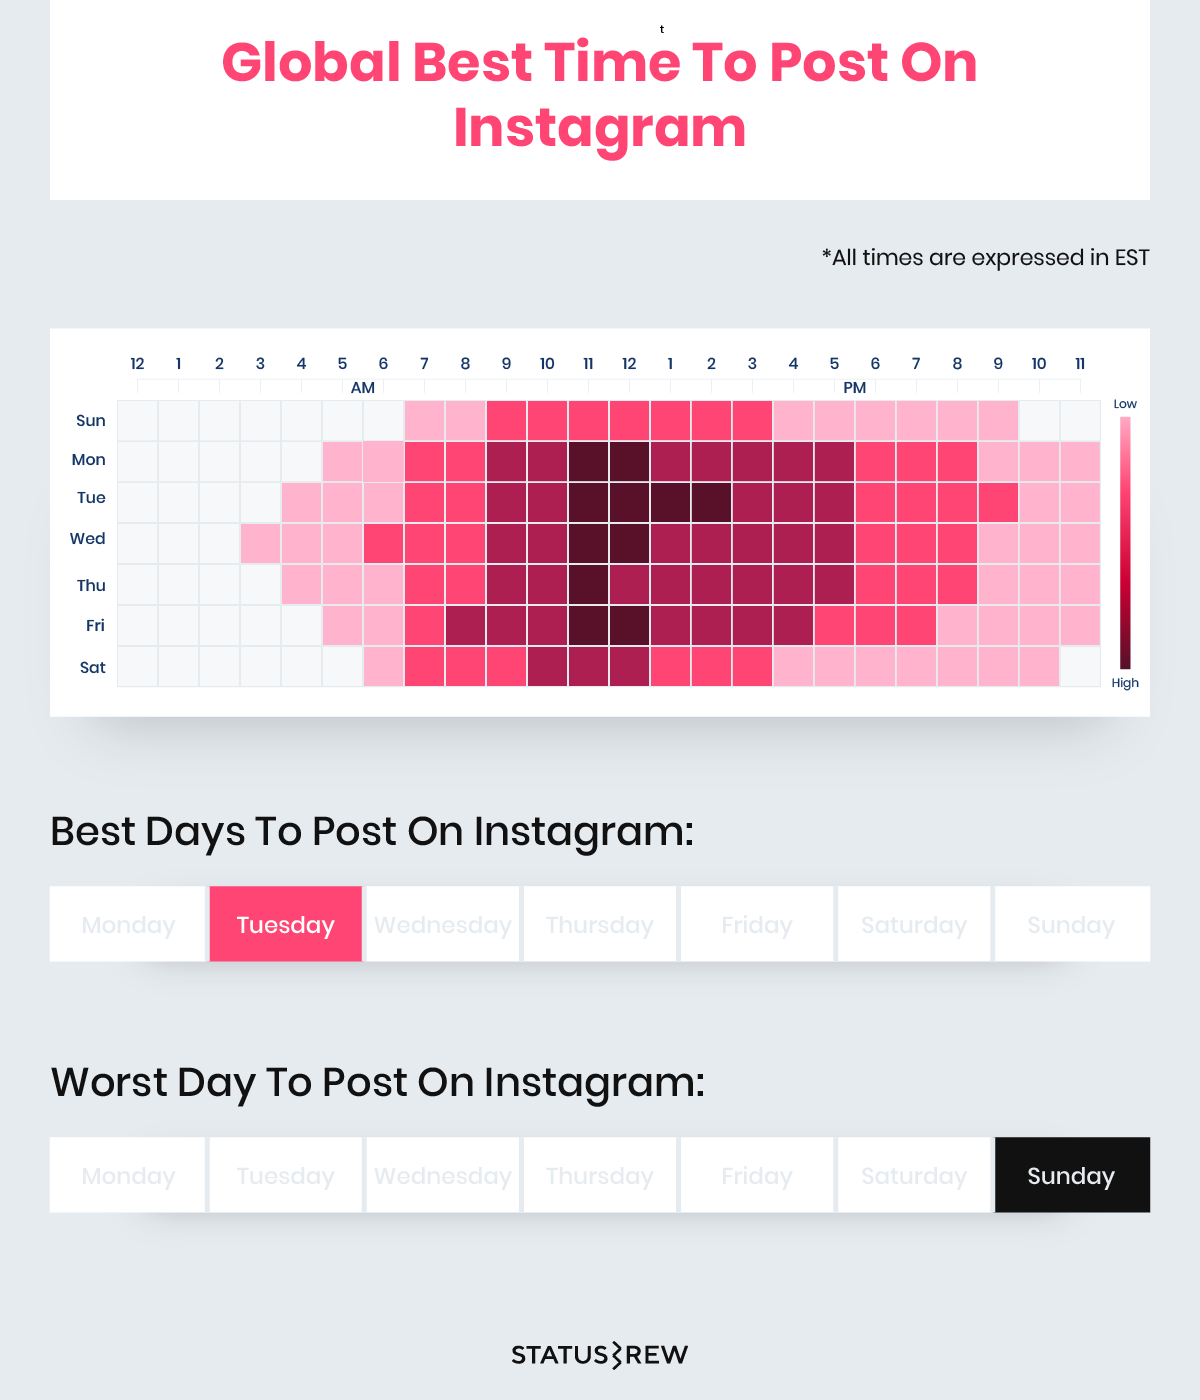 t
Global Best Time To Post On
Instagram
*All times are expressed in EST
12 1 2 3 4 5 6 7 8 9 10 11 12 1 2 3 4 5 6 7 8 9 10 11
AM PM
Low
Sun
Mon
Tue
Wed
Thu
Fri
Sat
High
Best Days To Post On Instagram:
Monday Tuesday Wednesday Thursday Friday Saturday Sunday
Worst Day To Post On Instagram:
Monday Tuesday Wednesday Thursday Friday Saturday Sunday
STATUSBREW